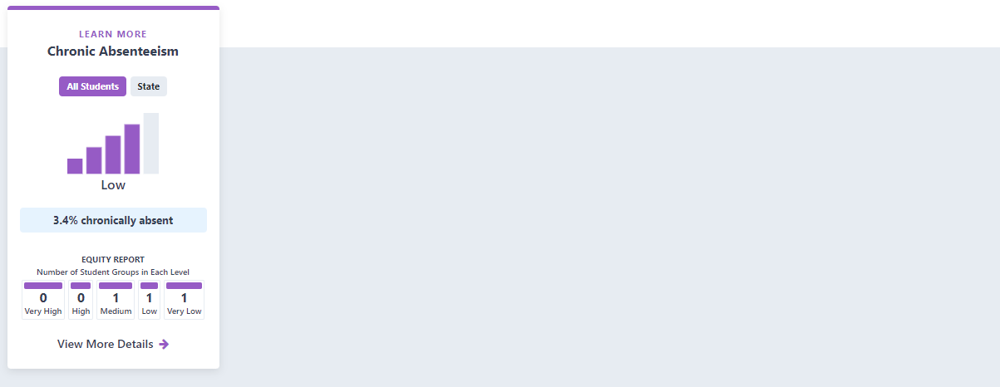 LEARN MORE
Chronic Absenteeism
All Students State
Low
3.4% chronically absent
EQUITY REPORT
Number of Student Groups in Each Level
0 0 1 1 1
Very High High Medium Low Very Low
View More Details